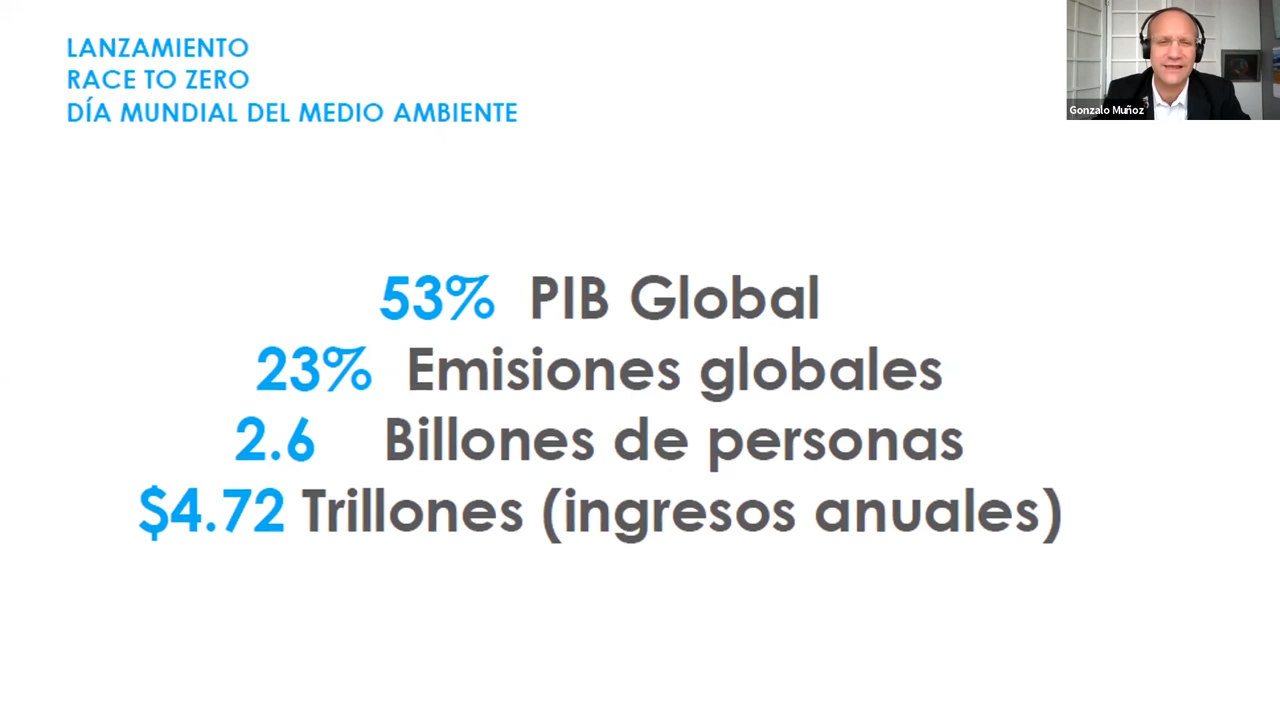 LANZAMIENTO
RACE TO ZERO
DÍA MUNDIAL DEL MEDIO AMBIENTE
Gonzalo Muñoz
53% PIB Global
23% Emisiones globales
2.6 Billones de personas
$4.72 Trillones (ingresos anuales)